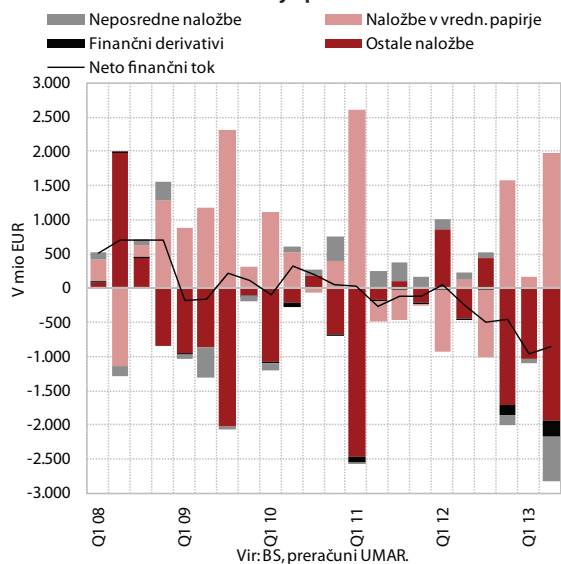 Neposredne naložbe
Naložbe v vredn. papirje
Finančni derivativi
Ostale naložbe
Neto finančni tok
V mio EUR
3.000
2.500
2.000
1.500
1.000
500
0
-500
-1.000
-1.500
-2.000
-2.500
-3.000
Q1 08
Q1 09
Q1 10
Q1 11
Q1 12
Q1 13
Vir: BS, preračuni UMAR.